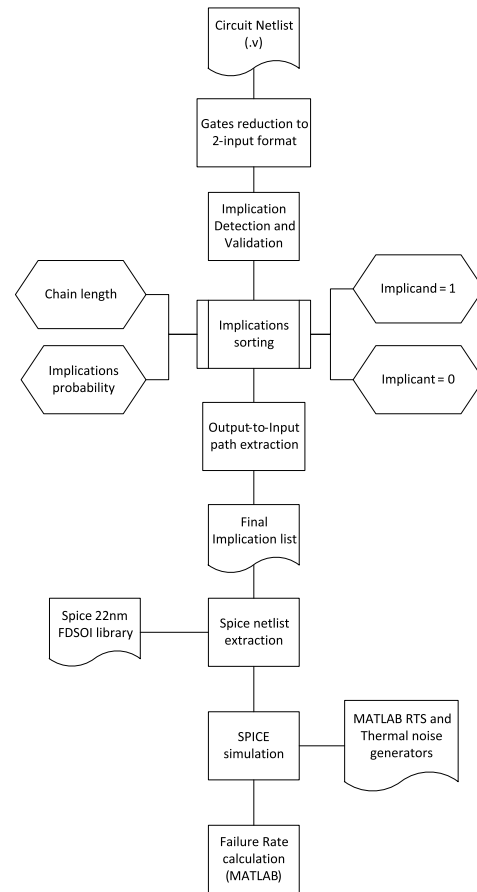 Circuit Netlist
(.v)
Gates reduction to
2-input format
Implication
Detection and
Validation
Chain length
Implicand = 1
Implications
sorting
Implications
probability
Implicant = 0
Output-to-Input
path extraction
Final
Implication list
Spice 22nm
FDSOI library
Spice netlist
extraction
SPICE
simulation
MATLAB RTS and
Thermal noise
generators
Failure Rate
calculation
(MATLAB)